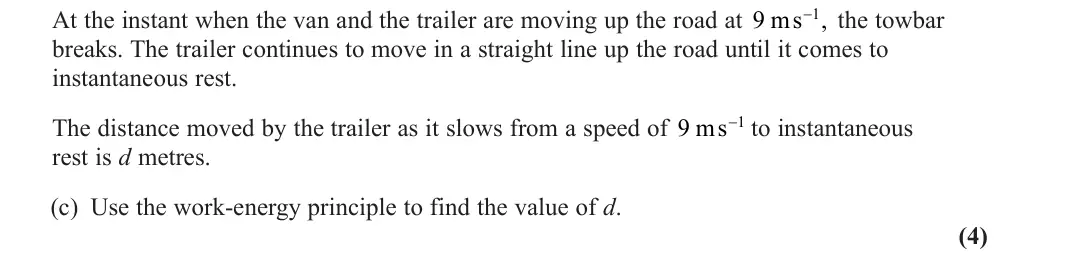 At the instant when the van and the trailer are moving up the road at 9 m s⁻¹, the towbar
breaks. The trailer continues to move in a straight line up the road until it comes to
instantaneous rest.
The distance moved by the trailer as it slows from a speed of 9 m s⁻¹ to instantaneous
rest is d metres.
(c) Use the work-energy principle to find the value of d.
(4)